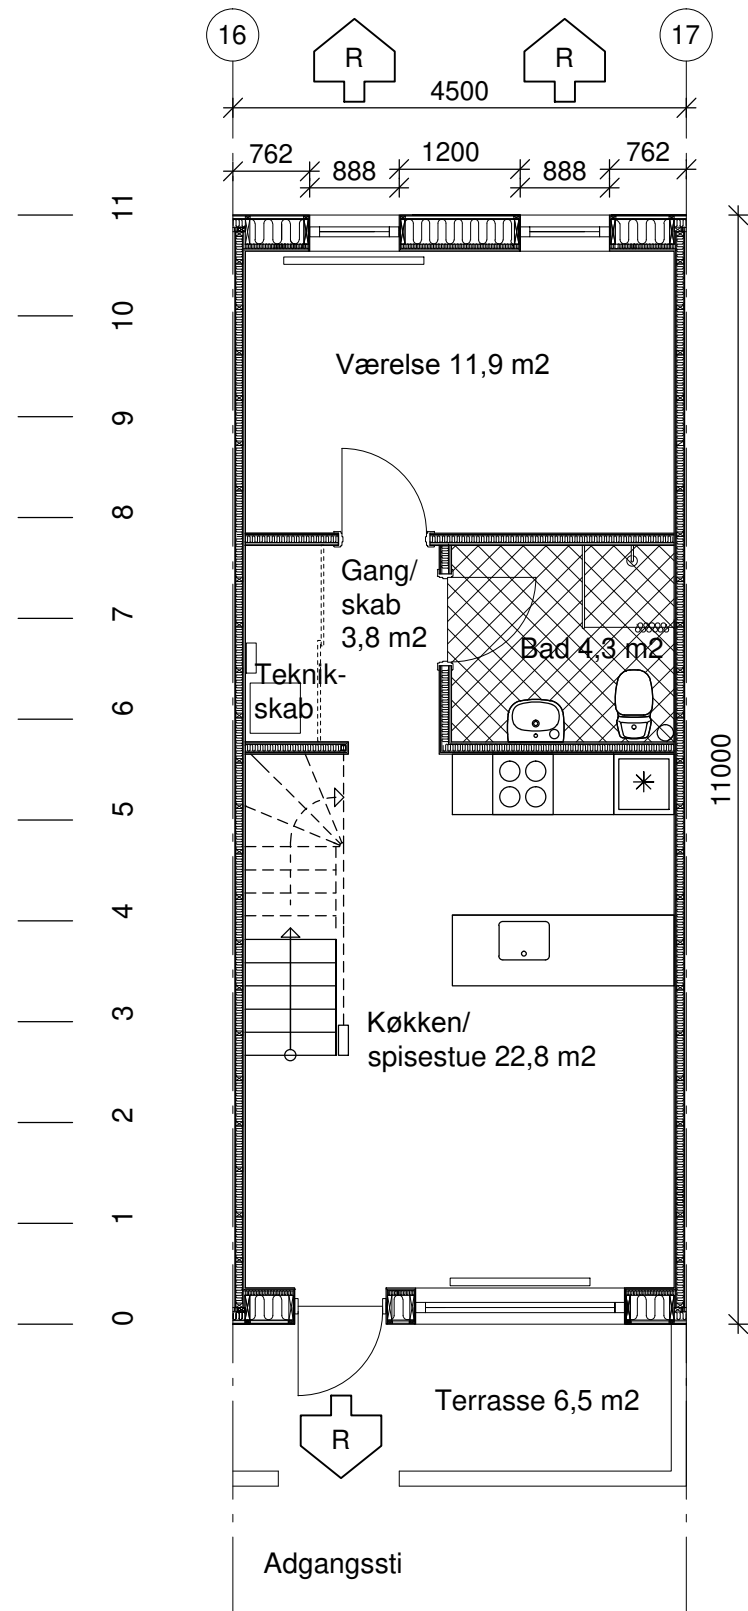 16
17
R
R
4500
762
888
1200
888
762
11
10
9
8
7
6
5
4
3
2
1
0
Værelse 11,9 m2
Gang/
skab
3,8 m2
Bad 4,3 m2
Teknik-
skab
11000
Køkken/
spisestue 22,8 m2
Terrasse 6,5 m2
R
Adgangssti